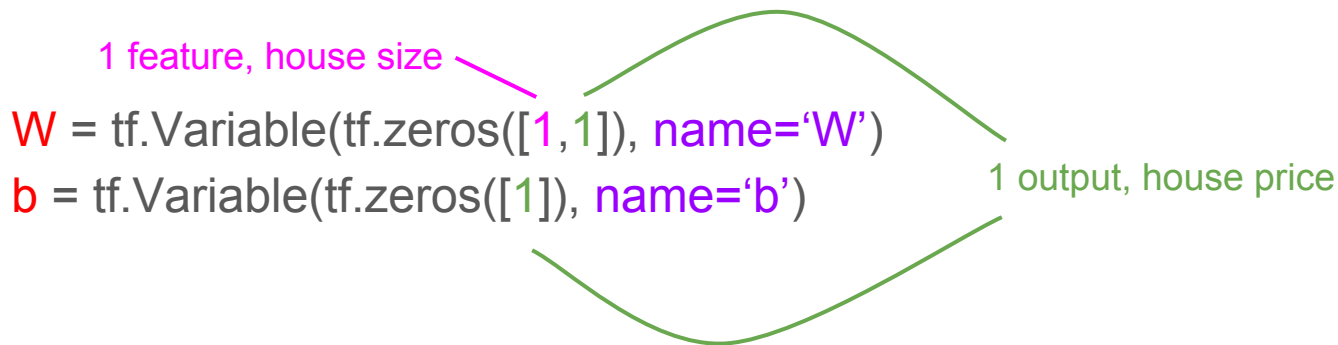 1 feature, house size
W = tf.Variable(tf.zeros([1,1]), name=‘W’)
b = tf.Variable(tf.zeros([1]), name=‘b’)
1 output, house price